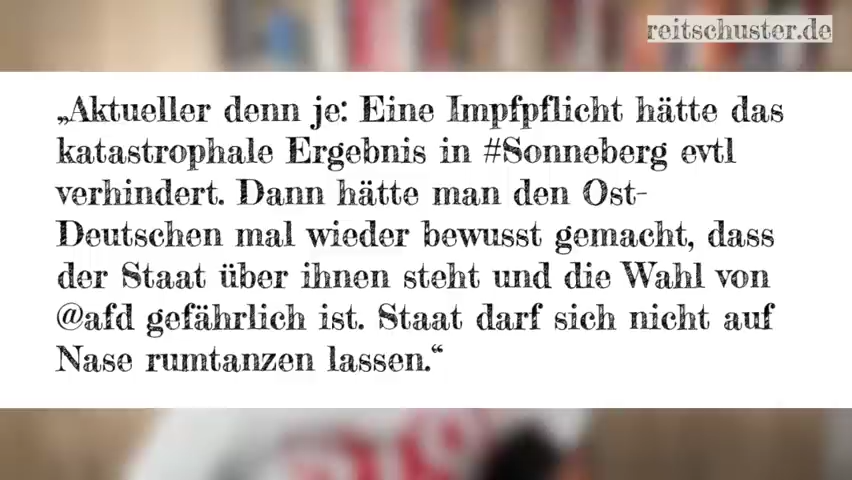 reitschuster.de
„Aktueller denn je: Eine Impfpflicht hätte das
katastrophale Ergebnis in #Sonneberg evtl
verhindert. Dann hätte man den Ost-
Deutschen mal wieder bewusst gemacht, dass
der Staat über ihnen steht und die Wahl von
@afd gefährlich ist. Staat darf sich nicht auf
Nase rumtanzen lassen.“